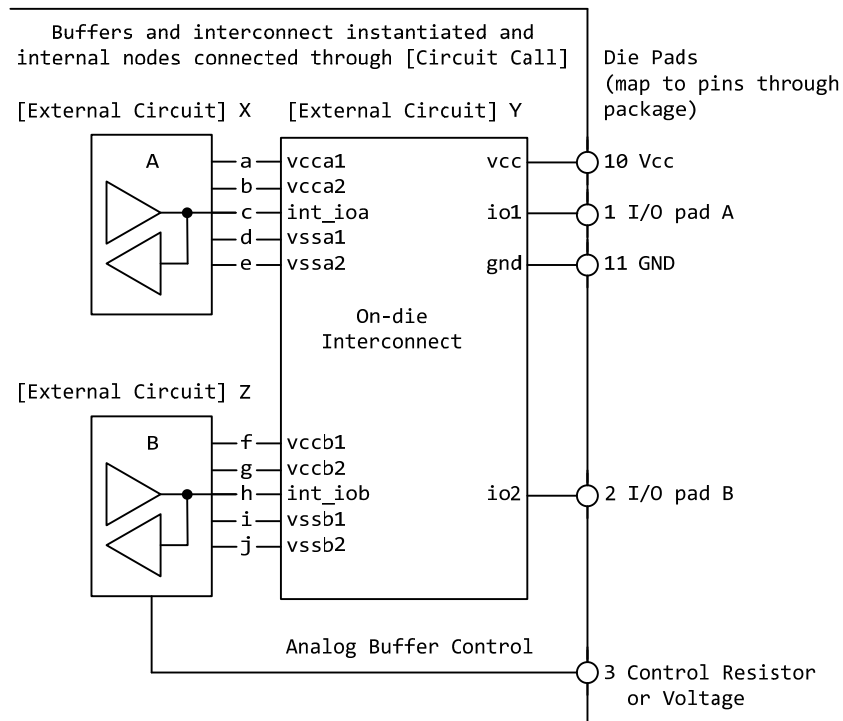 Buffers and interconnect instantiated and
internal nodes connected through [Circuit Call]
Die Pads
(map to pins through
package)
[External Circuit] X
[External Circuit] Y
A
a
b
c
d
e
vcca1
vcca2
int_ioa
vssa1
vssa2
vcc
io1
gnd
10 Vcc
1 I/O pad A
11 GND
On-die
Interconnect
[External Circuit] Z
B
f
g
h
i
j
vccb1
vccb2
int_iob
vssb1
vssb2
io2
2 I/O pad B
Analog Buffer Control
3 Control Resistor
or Voltage